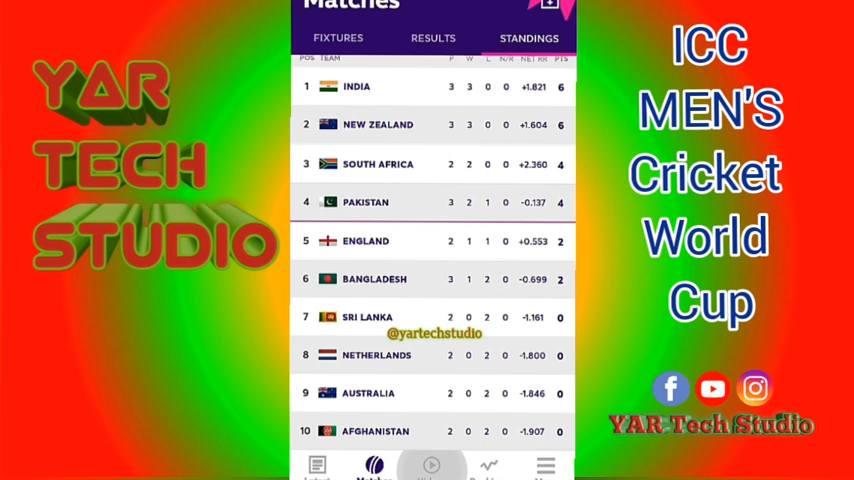 YAR
TECH
STUDIO
Matches
FIXTURES RESULTS STANDINGS
POS TEAM P W L N/R NET RR PTS
1 INDIA 3 3 0 0 +1.821 6
2 NEW ZEALAND 3 3 0 0 +1.604 6
3 SOUTH AFRICA 2 2 0 0 +2.360 4
4 PAKISTAN 3 2 1 0 -0.137 4
5 ENGLAND 2 1 1 0 +0.553 2
6 BANGLADESH 3 1 2 0 -0.699 2
7 SRI LANKA 2 0 2 0 -1.161 0
@yartechstudio
8 NETHERLANDS 2 0 2 0 -1.800 0
9 AUSTRALIA 2 0 2 0 -1.846 0
10 AFGHANISTAN 2 0 2 0 -1.907 0
Latest Matches
ICC
MEN'S
Cricket
World
Cup
YAR Tech Studio